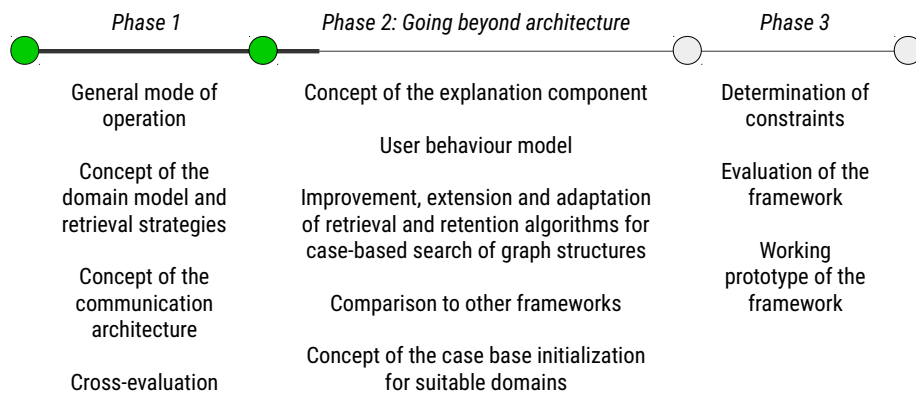 Phase 1
Phase 2: Going beyond architecture
Phase 3
General mode of
operation
Concept of the
domain model and
retrieval strategies
Concept of the
communication
architecture
Cross-evaluation
Concept of the explanation component
User behaviour model
Improvement, extension and adaptation
of retrieval and retention algorithms for
case-based search of graph structures
Comparison to other frameworks
Concept of the case base initialization
for suitable domains
Determination of
constraints
Evaluation of the
framework
Working
prototype of the
framework